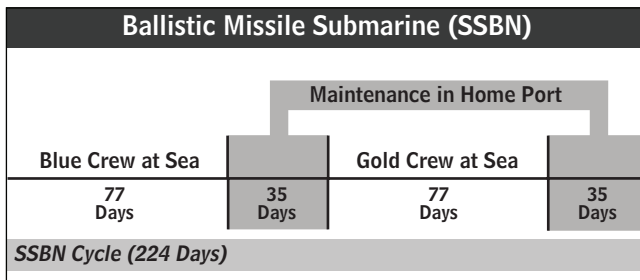 Ballistic Missile Submarine (SSBN)
Maintenance in Home Port
Blue Crew at Sea
Gold Crew at Sea
77
Days
35
Days
77
Days
35
Days
SSBN Cycle (224 Days)